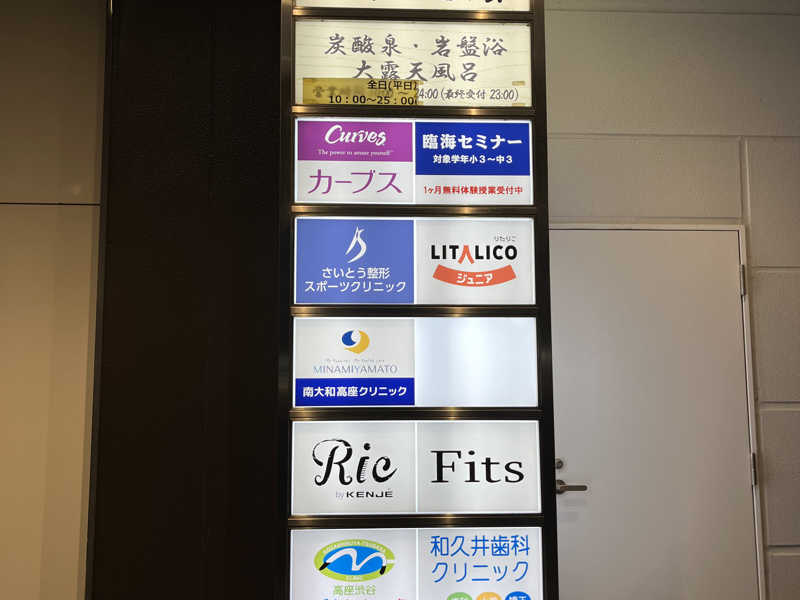 炭酸泉・岩盤浴
大露天風呂
全日(平日)
10:00～25:00
24:00(最終受付 23:00)
Curves
The power to amaze yourself™
カーブス
臨海セミナー
対象学年小3～中3
1ヶ月無料体験授業受付中
さいとう整形
スポーツクリニック
りたりこ
LITALICO
ジュニア
MINAMIYAMATO
南大和高座クリニック
Ric
by KENJE
Fits
CLINIC
高座渋谷
和久井歯科
クリニック